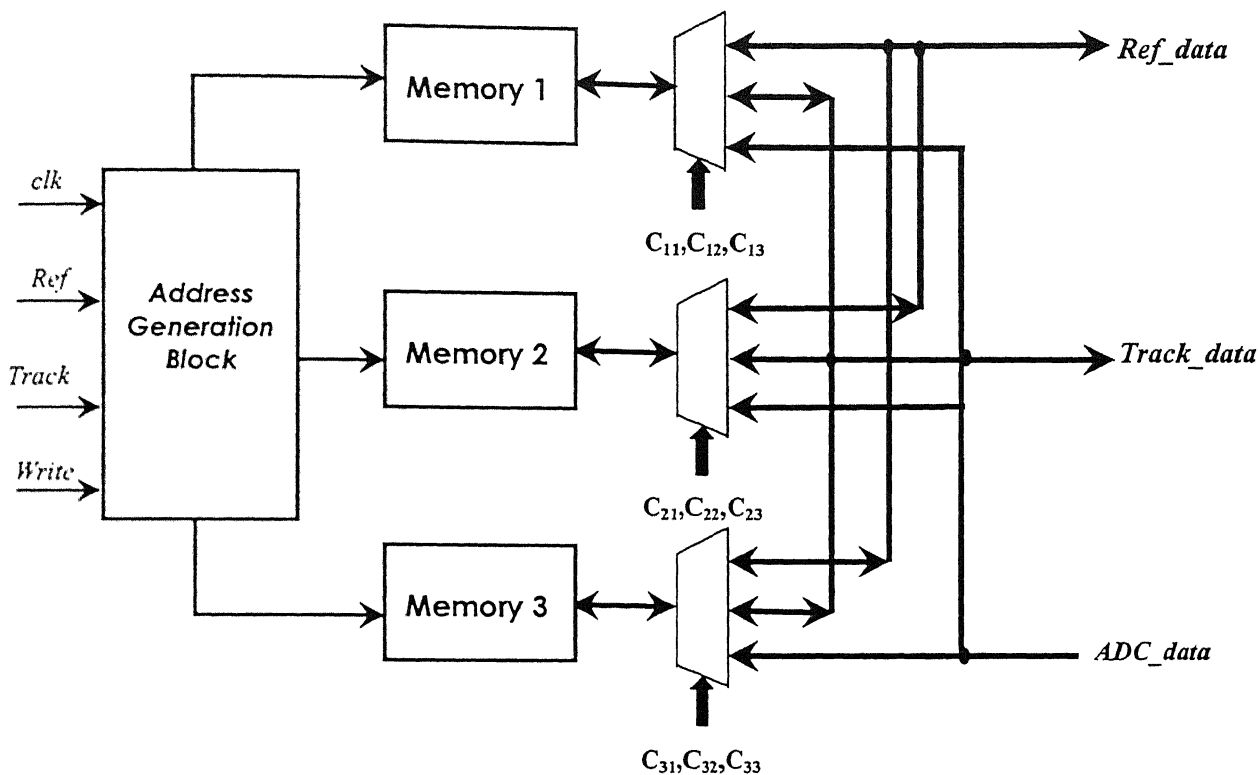 Memory 1
Ref_data
clk
C₁₁,C₁₂,C₁₃
Ref
Address
Generation
Block
Memory 2
Track_data
Track
Write
C₂₁,C₂₂,C₂₃
Memory 3
ADC_data
C₃₁,C₃₂,C₃₃